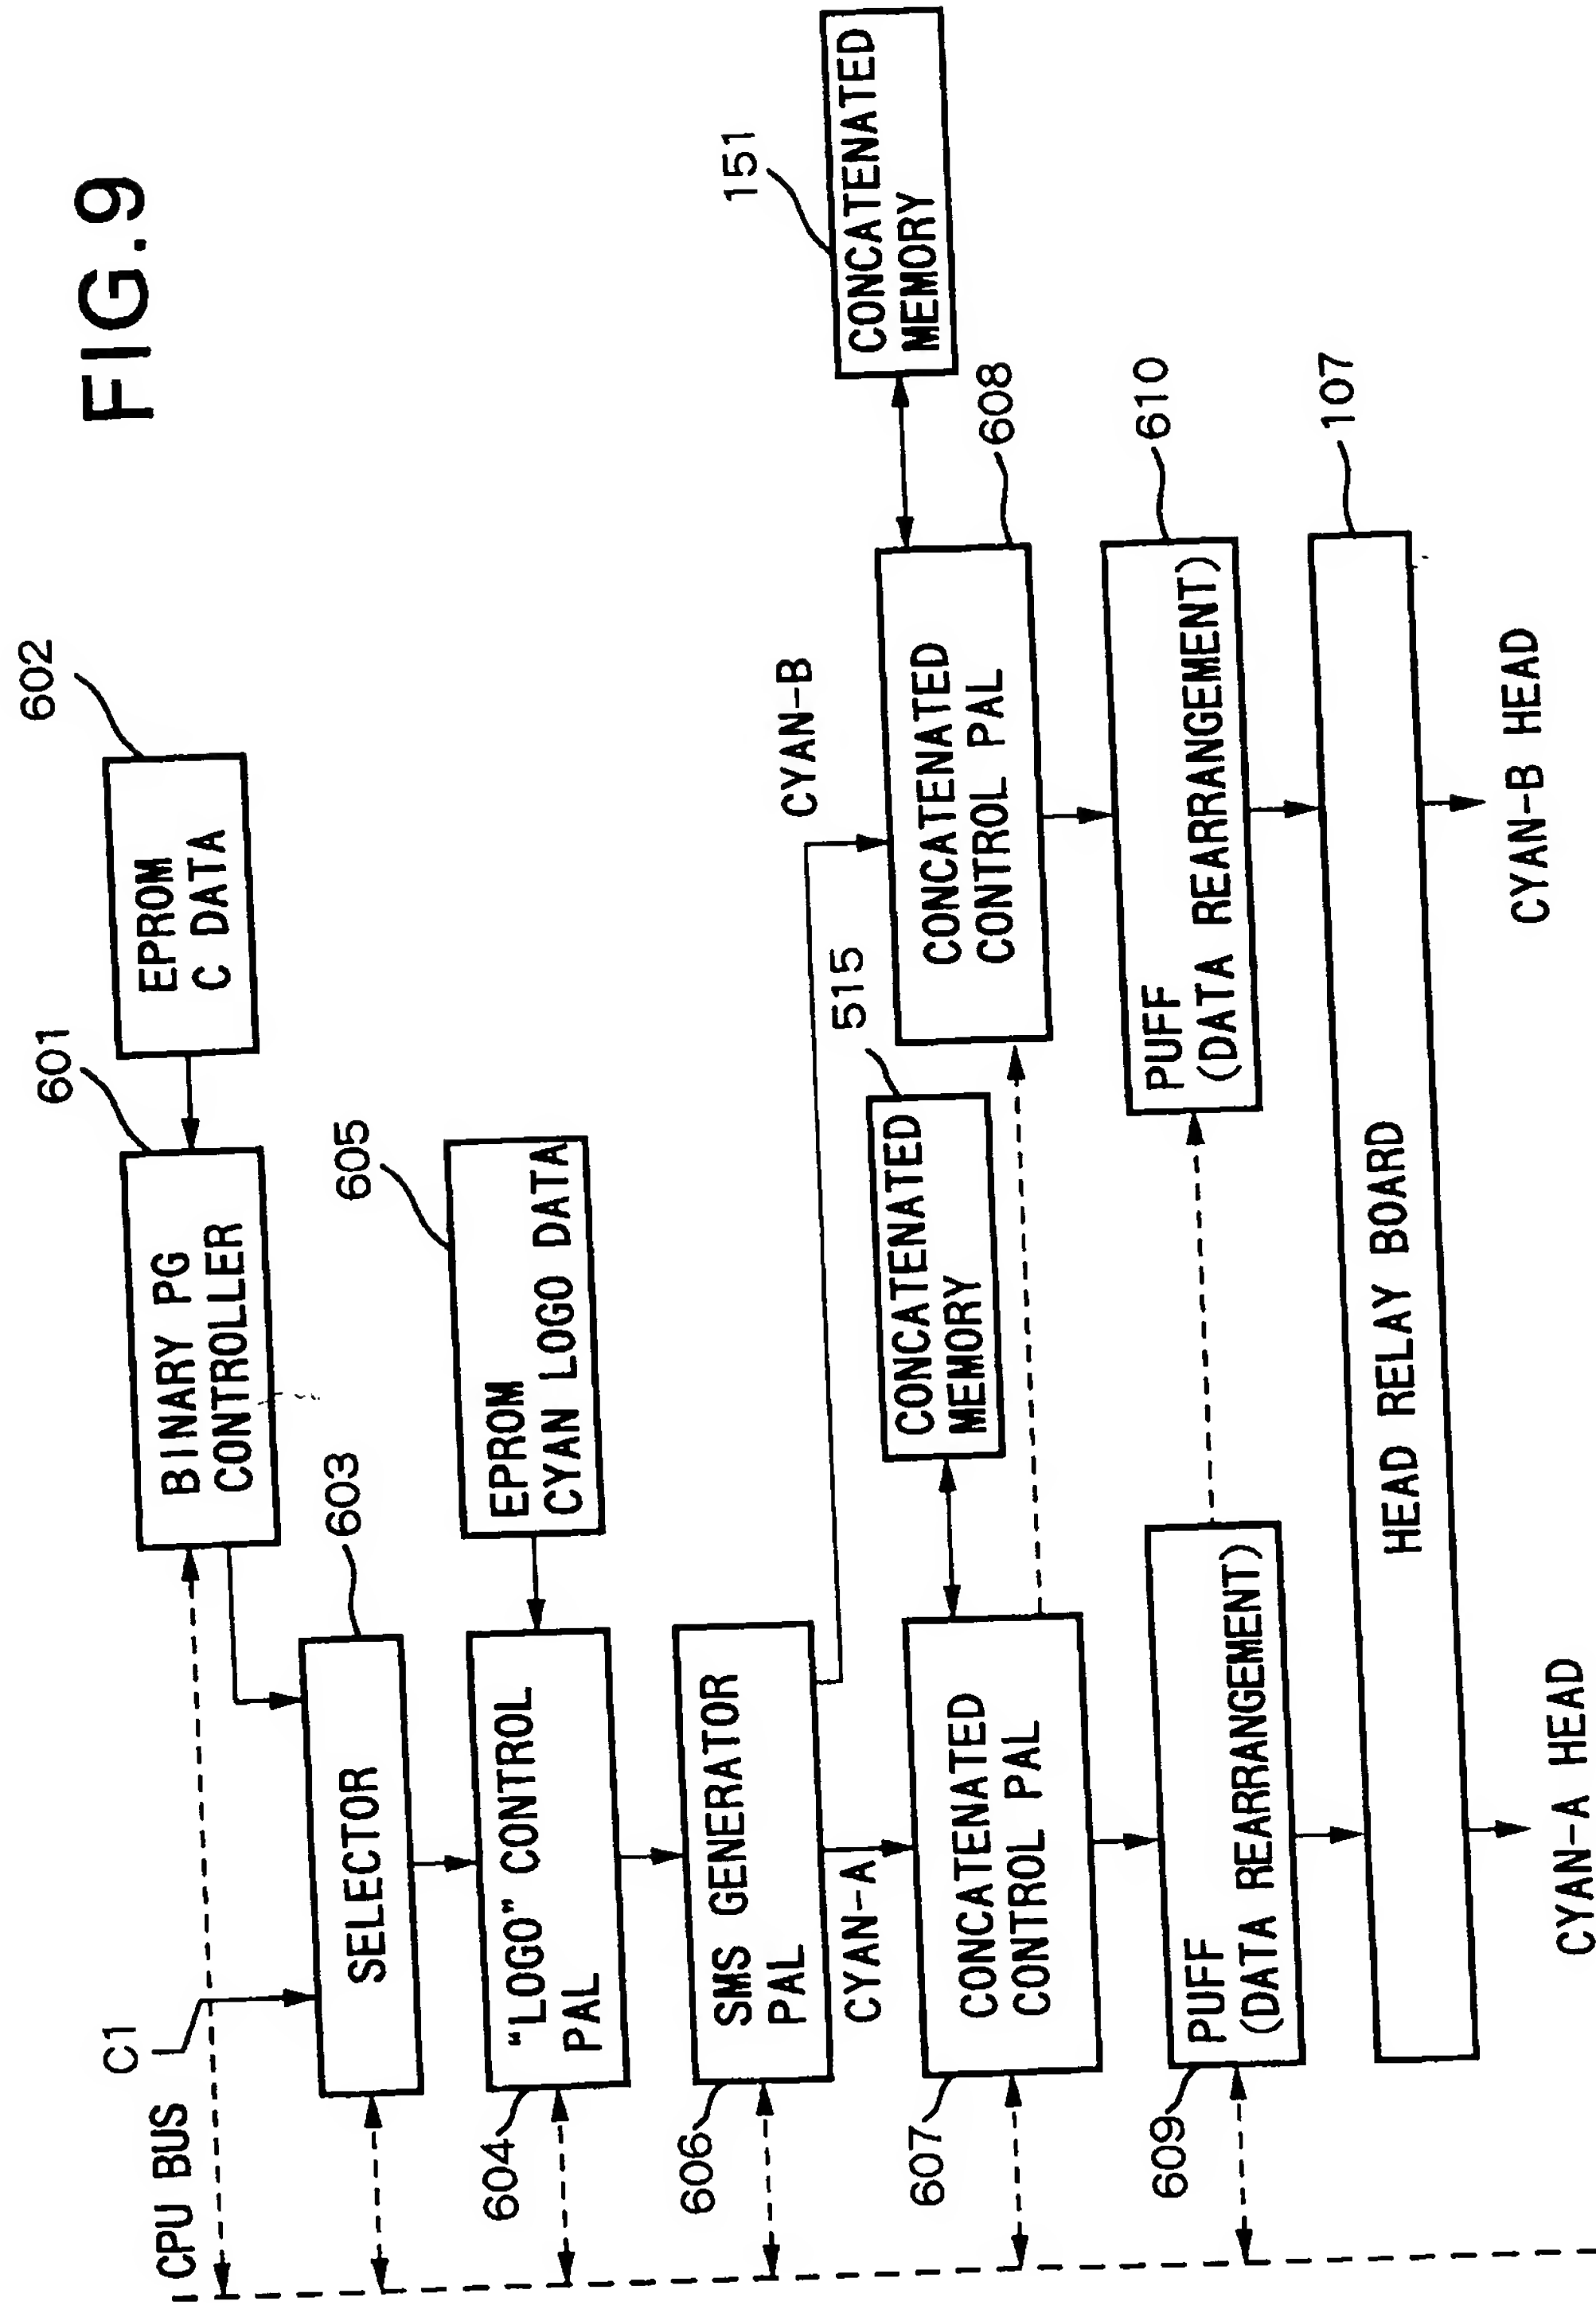 FIG.9
CPU BUS
C1
601
602
BINARY PG
CONTROLLER
EPROM
C DATA
603
SELECTOR
605
604
"LOGO" CONTROL
PAL
EPROM
CYAN LOGO DATA
606
SMS GENERATOR
PAL
CYAN-A
CYAN-B
515
151
607
CONCATENATED
CONTROL PAL
CONCATENATED
MEMORY
CONCATENATED
CONTROL PAL
608
CONCATENATED
MEMORY
609
PUFF
(DATA REARRANGEMENT)
PUFF
(DATA REARRANGEMENT)
610
HEAD RELAY BOARD
107
CYAN-A HEAD
CYAN-B HEAD